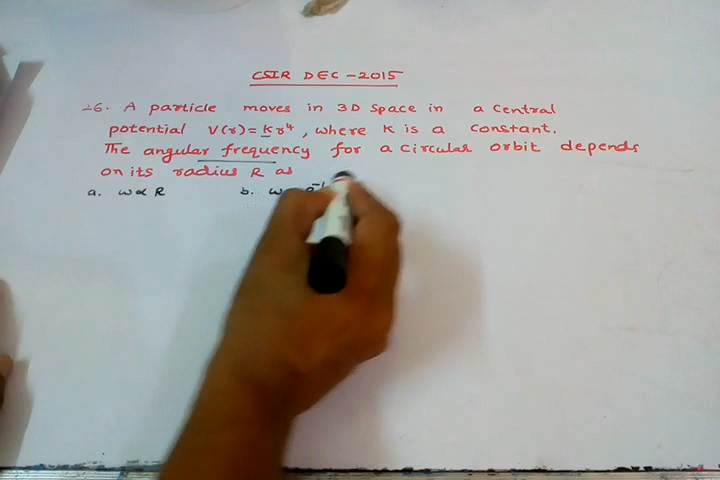 CSIR DEC - 2015
26. A particle moves in 3D space in a central
potential V(r) = kr⁴, where k is a constant.
The angular frequency for a circular orbit depends
on its radius R as
a. ω∝R b. ω